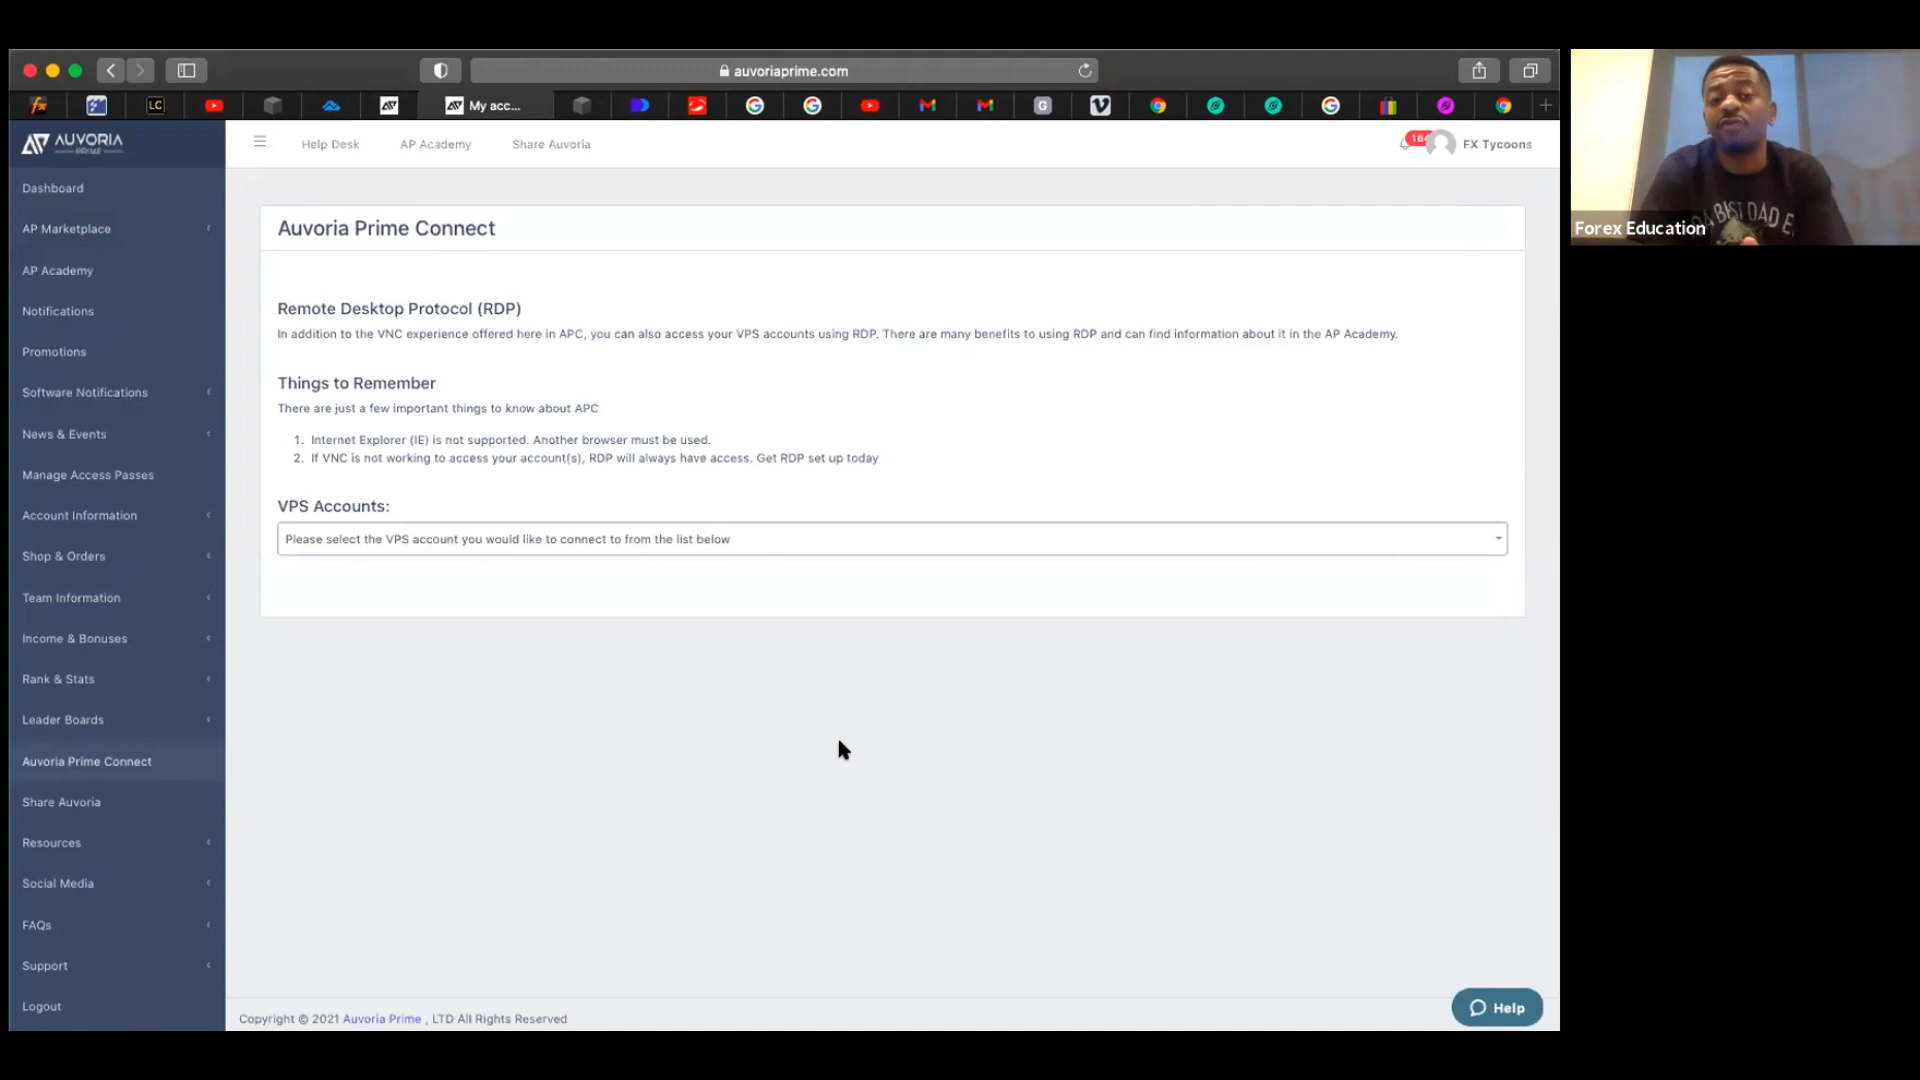 auvoriaprime.com
LC
My acc...
G
AUVORIA
PRIME
Help Desk
AP Academy
Share Auvoria
164
FX Tycoons
Dashboard
AP Marketplace
AP Academy
Notifications
Promotions
Software Notifications
News & Events
Manage Access Passes
Account Information
Shop & Orders
Team Information
Income & Bonuses
Rank & Stats
Leader Boards
Auvoria Prime Connect
Share Auvoria
Resources
Social Media
FAQs
Support
Logout
Auvoria Prime Connect
Remote Desktop Protocol (RDP)
In addition to the VNC experience offered here in APC, you can also access your VPS accounts using RDP. There are many benefits to using RDP and can find information about it in the AP Academy.
Things to Remember
There are just a few important things to know about APC
1. Internet Explorer (IE) is not supported. Another browser must be used.
2. If VNC is not working to access your account(s), RDP will always have access. Get RDP set up today
VPS Accounts:
Please select the VPS account you would like to connect to from the list below
Copyright © 2021 Auvoria Prime , LTD All Rights Reserved
Help
DAD
Forex Education